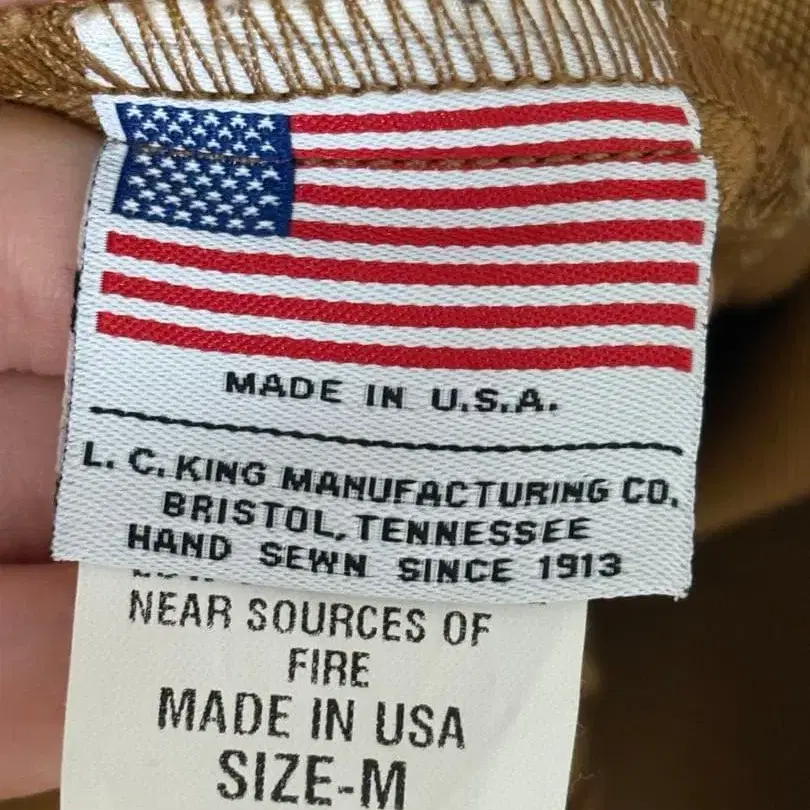 MADE IN U.S.A.
L. C. KING MANUFACTURING CO.
BRISTOL, TENNESSEE
HAND SEWN SINCE 1913
NEAR SOURCES OF
FIRE
MADE IN USA
SIZE-M